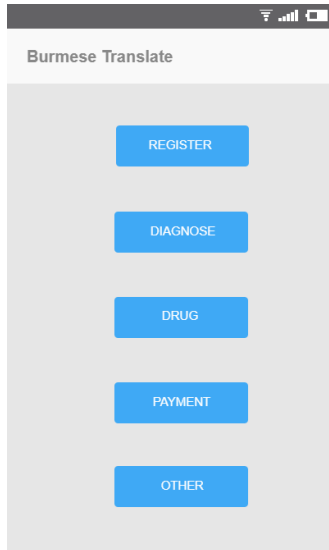 Burmese Translate
REGISTER
DIAGNOSE
DRUG
PAYMENT
OTHER